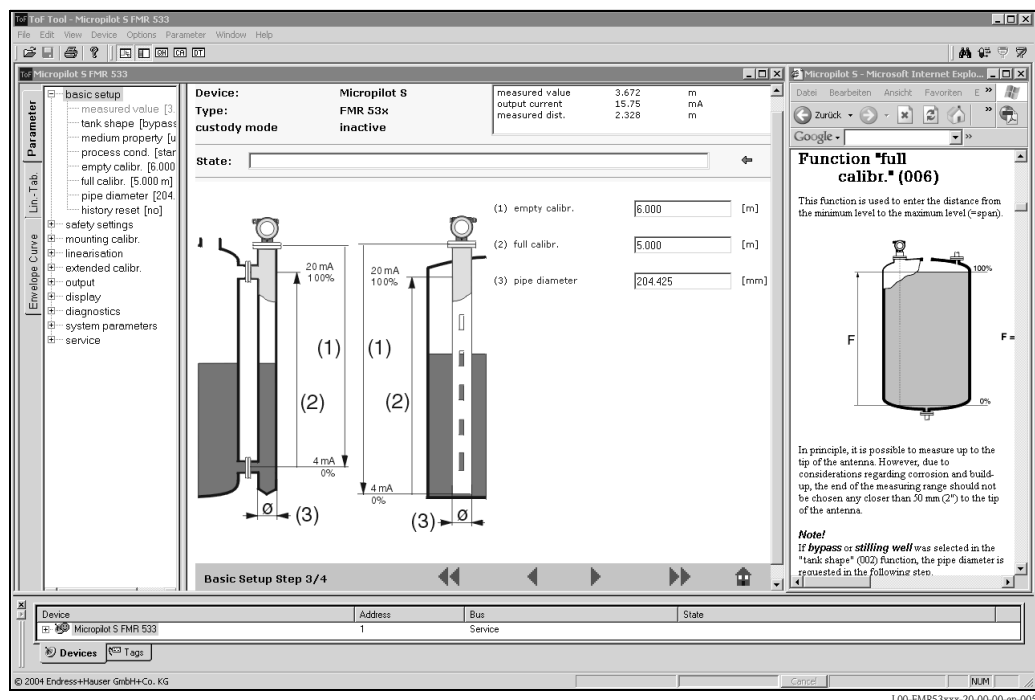 ToF Tool - Micropilot S FMR 533
File Edit View Device Options Parameter Window Help
DH CA DT
Micropilot S FMR 533
Parameter
Lin.-Tab.
Envelope Curve
basic setup
measured value [3.
tank shape [bypass
medium property [u
process cond. [star
empty calibr. [6.000
full calibr. [5.000 m]
pipe diameter [204.
history reset [no]
safety settings
mounting calibr.
linearisation
extended calibr.
output
display
diagnostics
system parameters
service
Device: Micropilot S
Type: FMR 53x
custody mode inactive
measured value 3.672 m
output current 15.75 mA
measured dist. 2.328 m
State:
20 mA
100%
(1)
(2)
4 mA
0%
ø (3)
20 mA
100%
(1)
(2)
4 mA
0%
(3) ø
(1) empty calibr. 6.000 [m]
(2) full calibr. 5.000 [m]
(3) pipe diameter 204.425 [mm]
Basic Setup Step 3/4
Micropilot S - Microsoft Internet Explo...
Datei Bearbeiten Ansicht Favoriten E »
Zurück »
Google »
Function "full
calibr." (006)
This function is used to enter the distance from
the minimum level to the maximum level (=span).
100%
F
F =
0%
In principle, it is possible to measure up to the
tip of the antenna. However, due to
considerations regarding corrosion and build-
up, the end of the measuring range should not
be chosen any closer than 50 mm (2") to the tip
of the antenna.
Note!
If bypass or stilling well was selected in the
"tank shape" (002) function, the pipe diameter is
requested in the following step.
Device Address Bus State
Micropilot S FMR 533 1 Service
Devices Tags
© 2004 Endress+Hauser GmbH+Co. KG
Cancel
NUM
L00-FMR53xxx-20-00-00-en-005